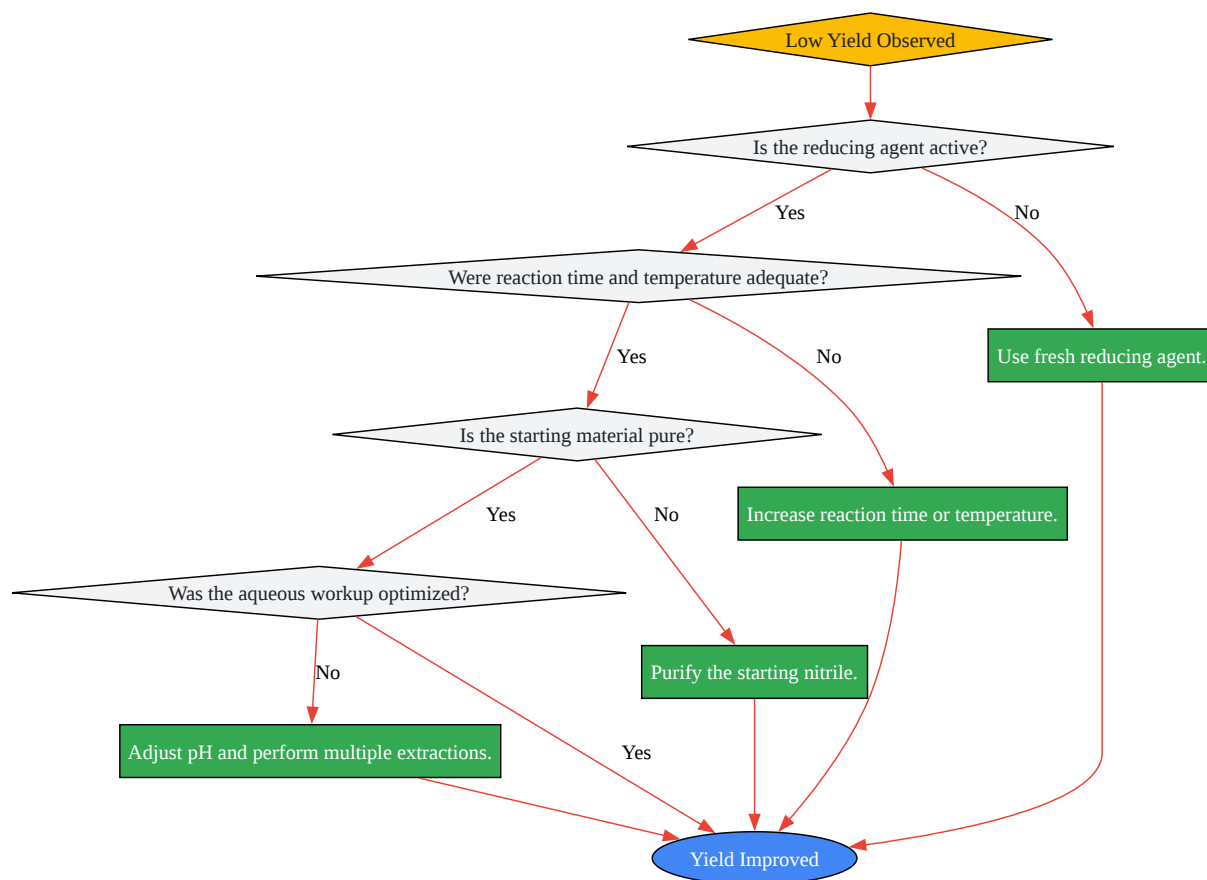 Low Yield Observed
Is the reducing agent active?
Yes
No
Were reaction time and temperature adequate?
Yes
No
Use fresh reducing agent.
Is the starting material pure?
Yes
No
Increase reaction time or temperature.
Was the aqueous workup optimized?
No
Purify the starting nitrile.
Adjust pH and perform multiple extractions.
Yes
Yield Improved